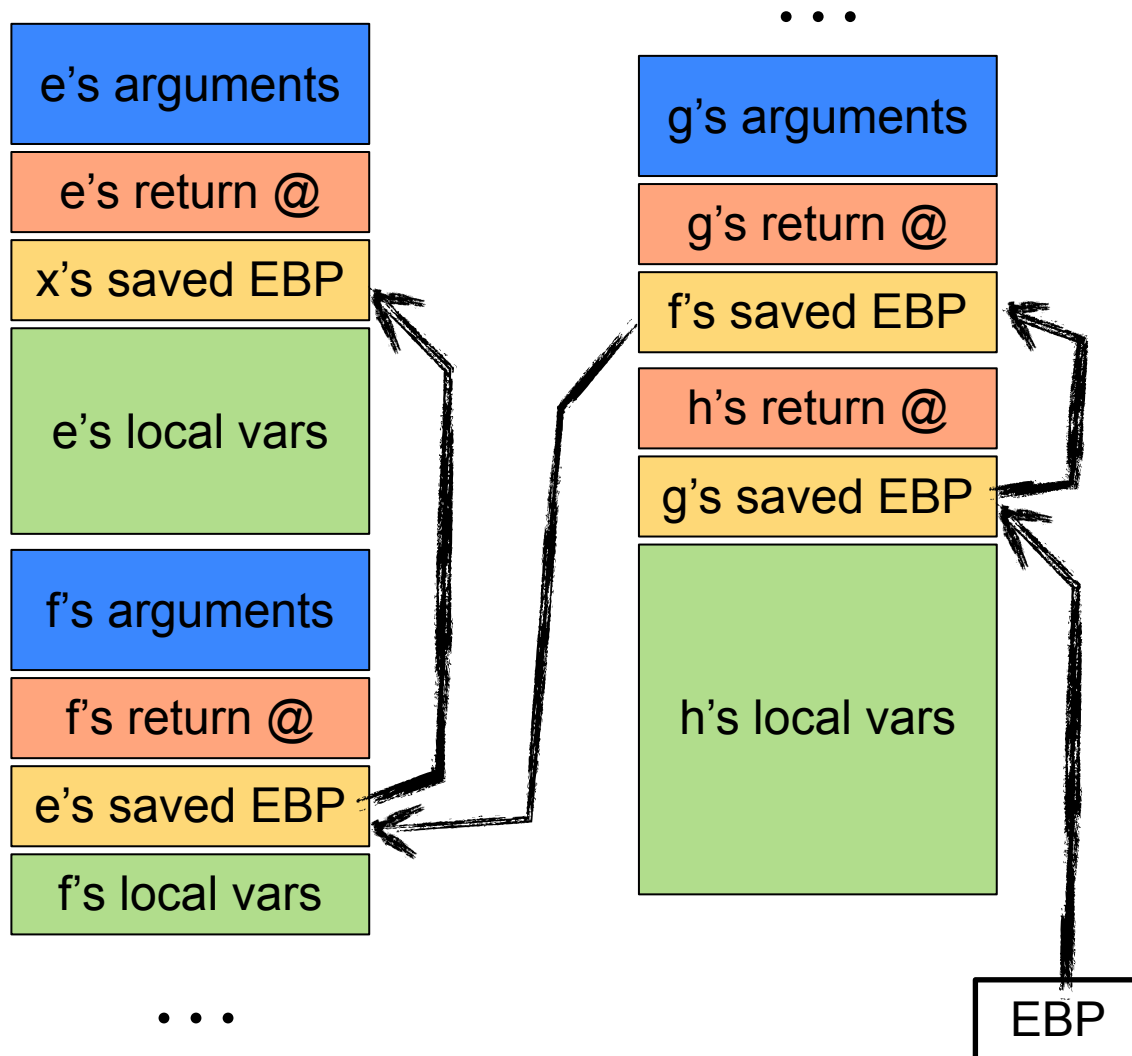 e’s arguments
e’s return @
x’s saved EBP
e’s local vars
f’s arguments
f’s return @
e’s saved EBP
f’s local vars
. . .
. . .
g’s arguments
g’s return @
f’s saved EBP
h’s return @
g’s saved EBP
h’s local vars
EBP